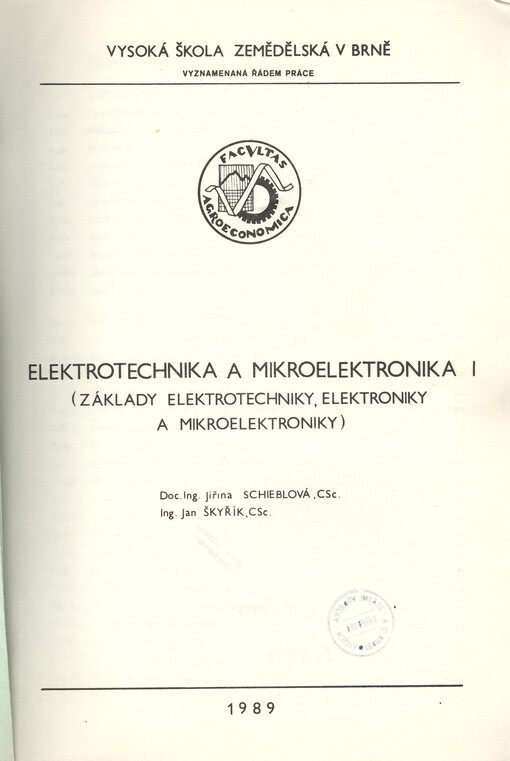 VYSOKÁ ŠKOLA ZEMĚDĚLSKÁ V BRNĚ
VYZNAMENANÁ ŘÁDEM PRÁCE
FACVLTAS
AGROECONOMICA
ELEKTROTECHNIKA A MIKROELEKTRONIKA I
(ZÁKLADY ELEKTROTECHNIKY, ELEKTRONIKY
A MIKROELEKTRONIKY)
Doc. Ing. Jiřina SCHIEBLOVÁ, CSc.
Ing. Jan ŠKYŘÍK, CSc.
1989